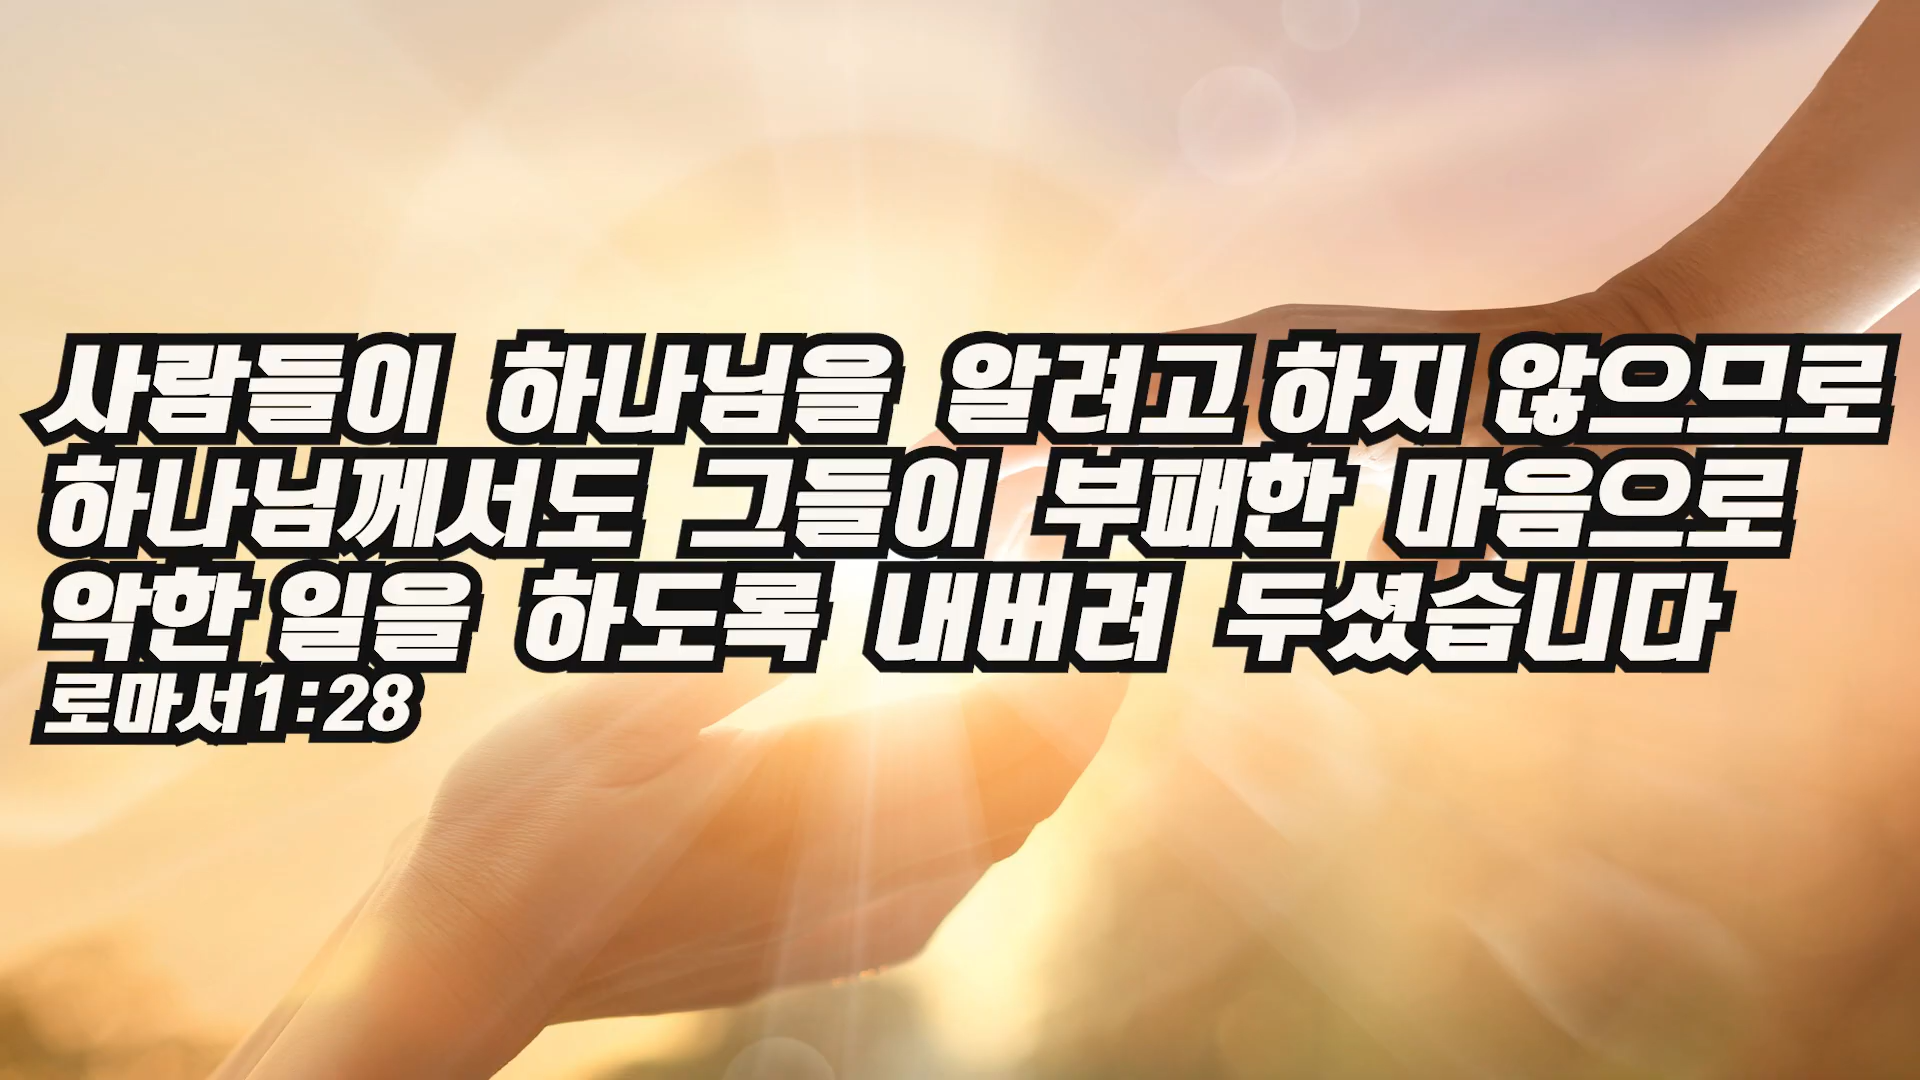 사람들이 하나님을 알려고 하지 않으므로
하나님께서도 그들이 부패한 마음으로
악한 일을 하도록 내버려 두셨습니다
로마서1:28